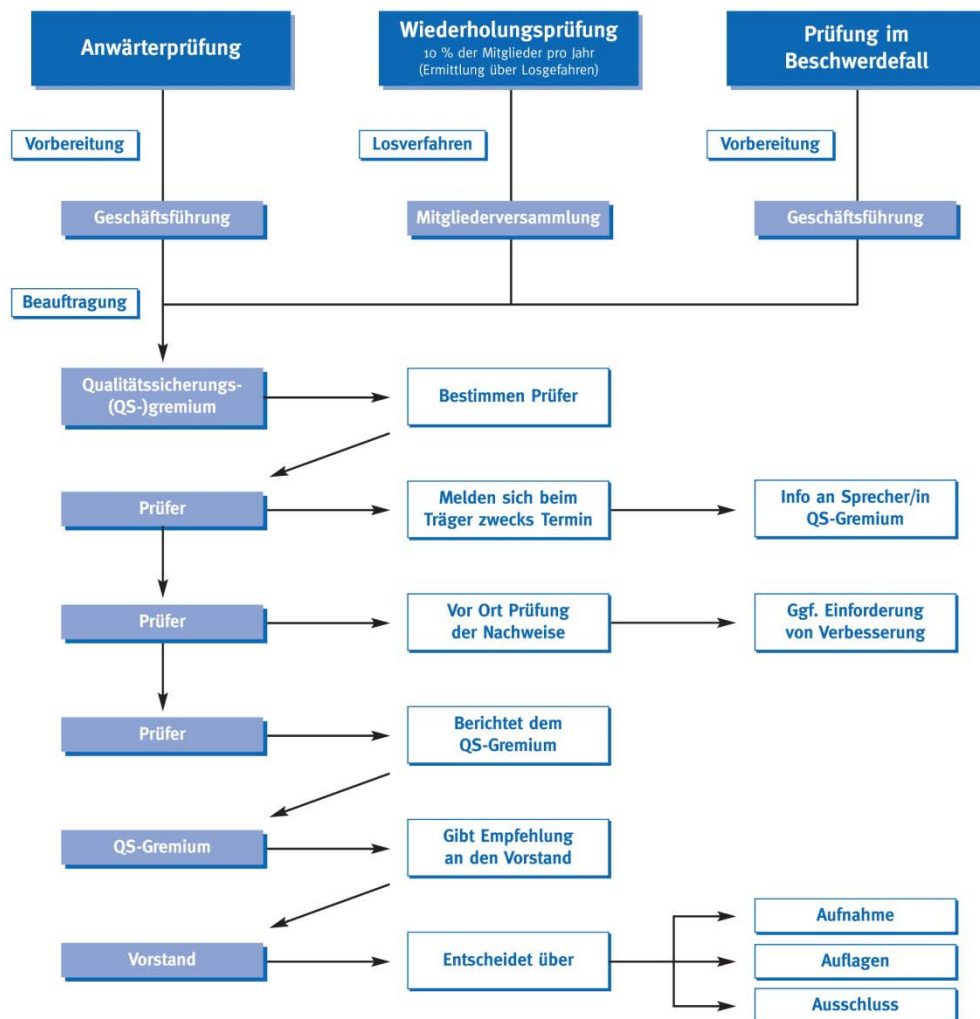 Anwärterprüfung
Wiederholungsprüfung
10 % der Mitglieder pro Jahr
(Ermittlung über Losgefahren)
Prüfung im
Beschwerdefall
Vorbereitung
Losverfahren
Vorbereitung
Geschäftsführung
Mitgliederversammlung
Geschäftsführung
Beauftragung
Qualitätssicherungs-
(QS-)gremium
Bestimmen Prüfer
Prüfer
Melden sich beim
Träger zwecks Termin
Info an Sprecher/in
QS-Gremium
Prüfer
Vor Ort Prüfung
der Nachweise
Ggf. Einforderung
von Verbesserung
Prüfer
Berichtet dem
QS-Gremium
QS-Gremium
Gibt Empfehlung
an den Vorstand
Vorstand
Entscheidet über
Aufnahme
Auflagen
Ausschluss